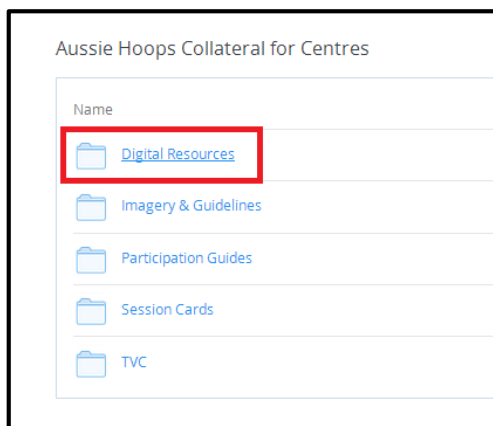 Aussie Hoops Collateral for Centres
Name
Digital Resources
Imagery & Guidelines
Participation Guides
Session Cards
TVC